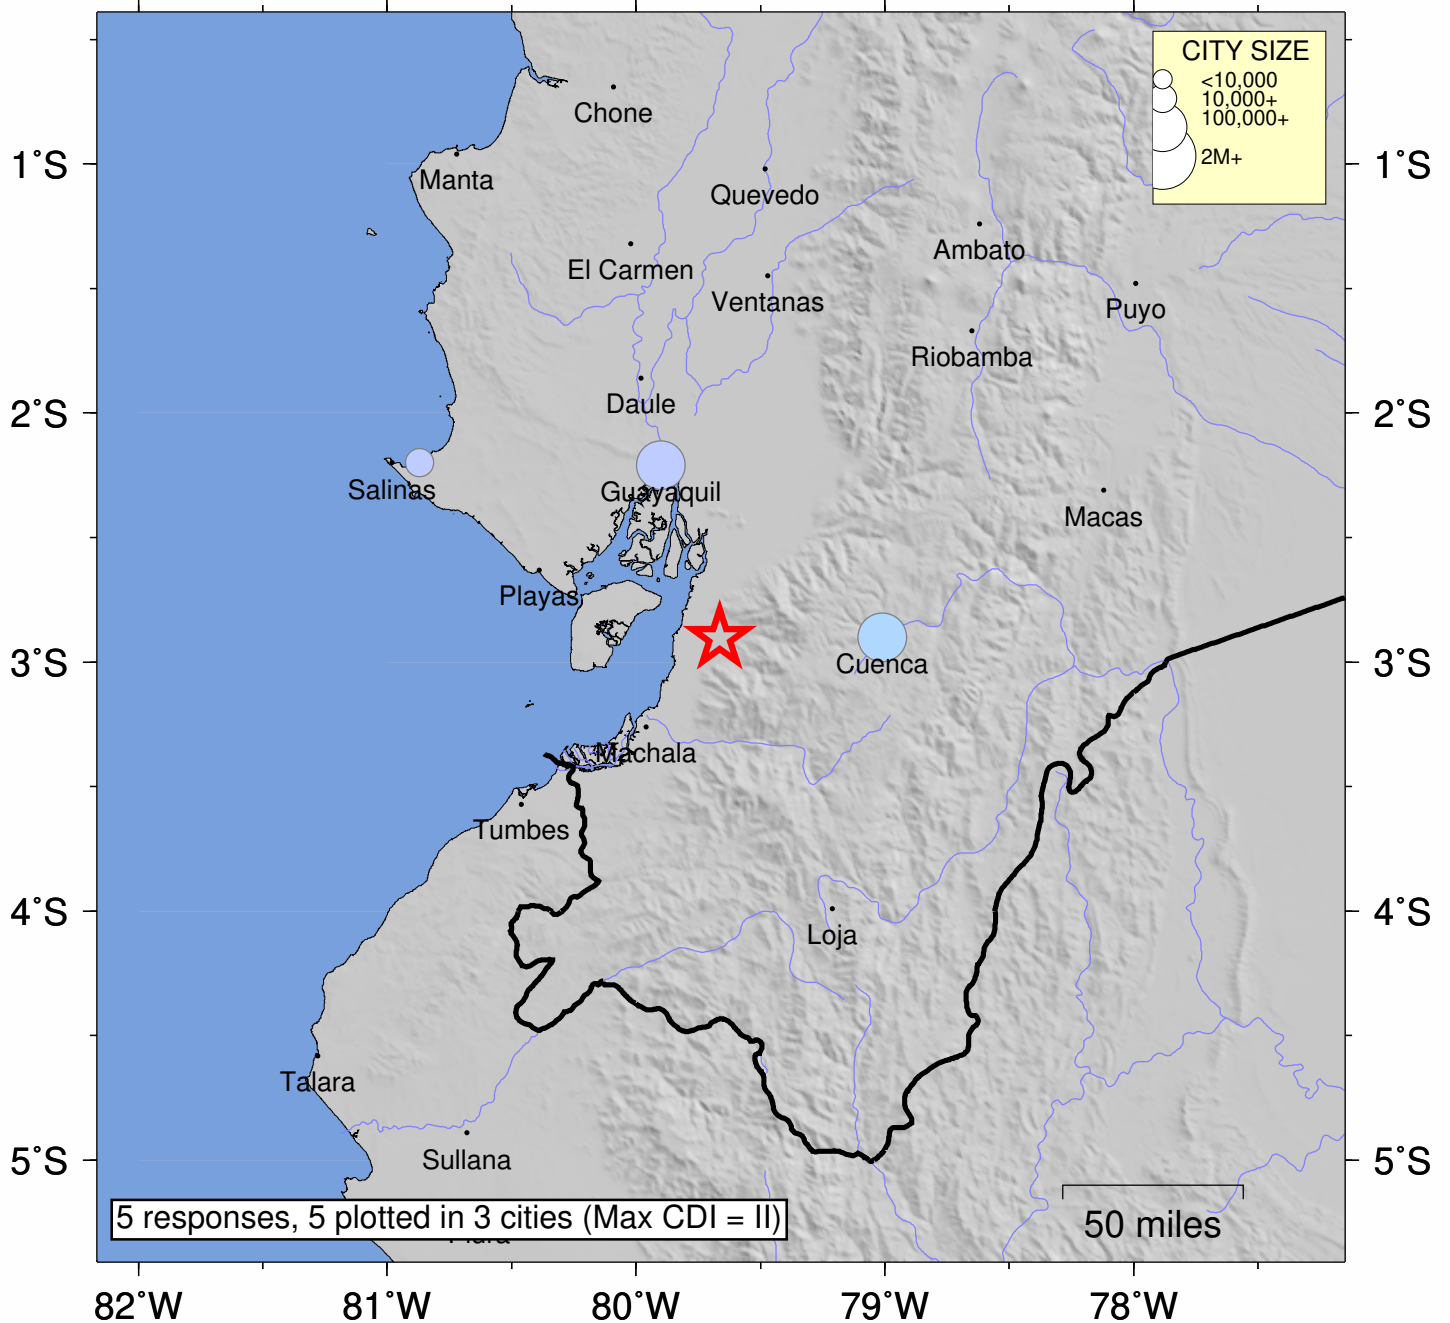 CITY SIZE
<10,000
10,000+
100,000+
2M+
Chone
1˚S
1˚S
Manta
Quevedo
Ambato
El Carmen
Ventanas
Puyo
Riobamba
Daule
2˚S
2˚S
Salinas
Guayaquil
Macas
Playas
3˚S
Cuenca
3˚S
Machala
Tumbes
4˚S
4˚S
Loja
Talara
Sullana
5˚S
5˚S
5 responses, 5 plotted in 3 cities (Max CDI = II)
50 miles
Piura
82˚W
81˚W
80˚W
79˚W
78˚W